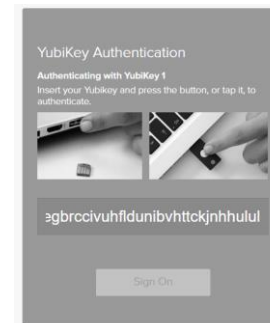 YubiKey Authentication
Authenticating with YubiKey 1
Insert your Yubikey and press the button, or tap it, to
authenticate.
egbrccivuhfldunibvhttckjnhhulul
Sign On